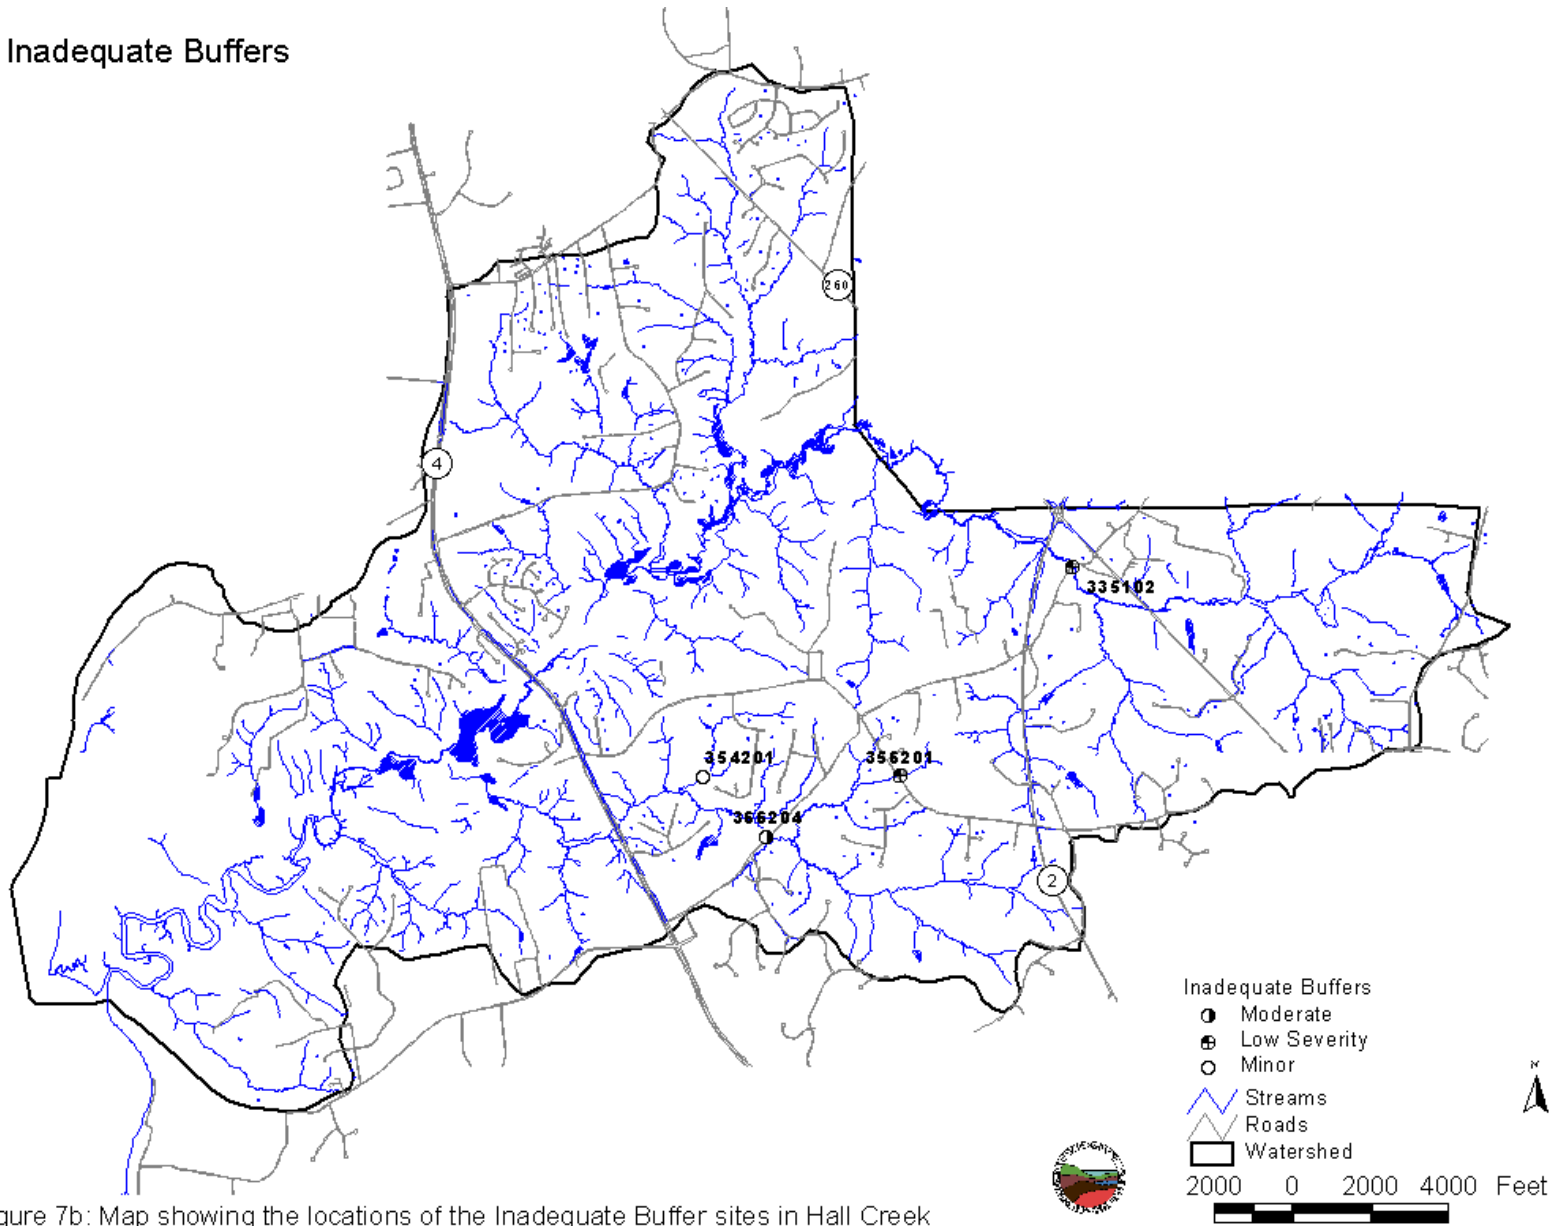 Inadequate Buffers
260
4
335102
354201
356201
366204
2
Inadequate Buffers
Moderate
Low Severity
Minor
Streams
Roads
Watershed
N
2000 0 2000 4000 Feet
gure 7b: Map showing the locations of the Inadequate Buffer sites in Hall Creek